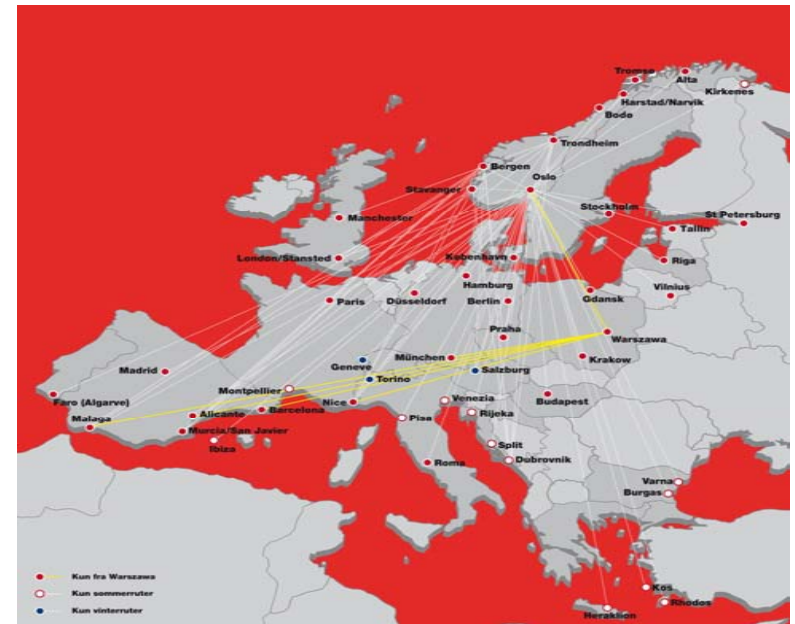 Tromsø
Alta
Kirkenes
Harstad/Narvik
Bodø
Trondheim
Bergen
Oslo
Stavanger
Stockholm
St Petersburg
Manchester
Tallin
London/Stansted
København
Riga
Hamburg
Vilnius
Paris
Düsseldorf
Berlin
Gdansk
Praha
Warszawa
Geneve
München
Krakow
Madrid
Torino
Salzburg
Montpellier
Faro (Algarve)
Nice
Venezia
Budapest
Malaga
Alicante
Barcelona
Pisa
Rijeka
Murcia/San Javier
Ibiza
Split
Roma
Dubrovnik
Varna
Burgas
Kun fra Warszawa
Kos
Kun sommerruter
Rhodos
Kun vinterruter
Heraklion